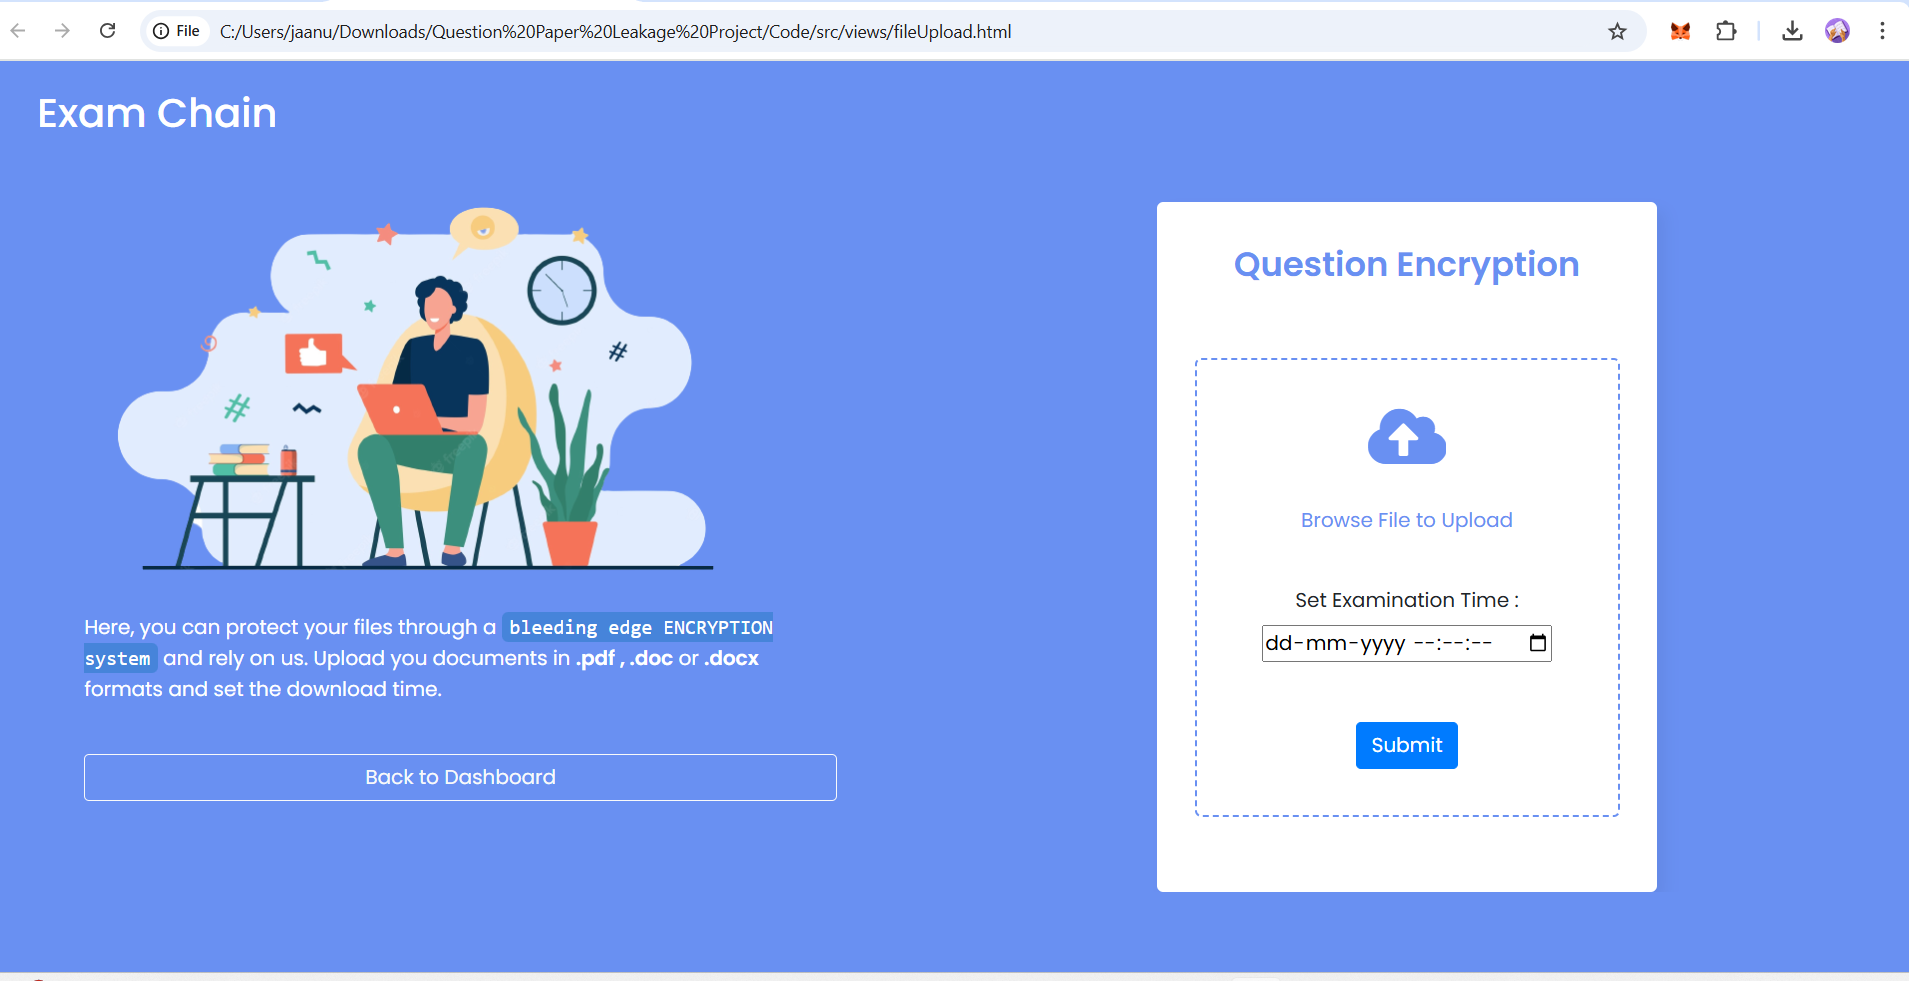 File C:/Users/jaanu/Downloads/Question%20Paper%20Leakage%20Project/Code/src/views/fileUpload.html
Exam Chain
Here, you can protect your files through a bleeding edge ENCRYPTION
system and rely on us. Upload you documents in .pdf , .doc or .docx
formats and set the download time.
Back to Dashboard
Question Encryption
Browse File to Upload
Set Examination Time :
dd-mm-yyyy --:--:--
Submit